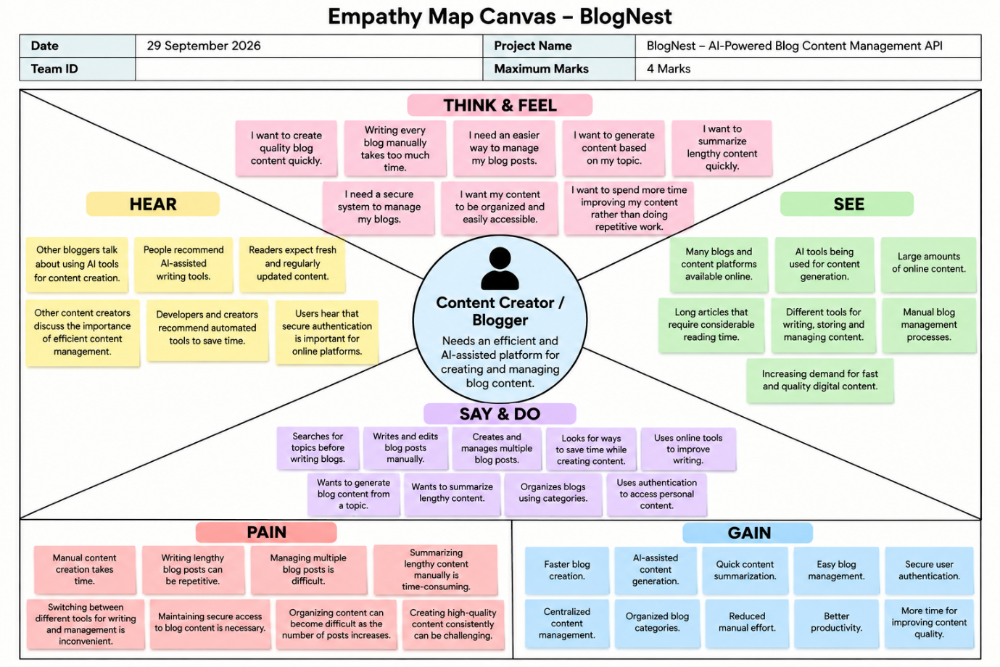 Empathy Map Canvas – BlogNest
Date
29 September 2026
Project Name
BlogNest – AI-Powered Blog Content Management API
Team ID
Maximum Marks
4 Marks
THINK & FEEL
I want to create
quality blog
content quickly.
Writing every
blog manually
takes too much
time.
I need an easier
way to manage
my blog posts.
I want to generate
content based
on my topic.
I want to
summarize
lengthy content
quickly.
I need a secure
system to manage
my blogs.
I want my content
to be organized and
easily accessible.
I want to spend more time
improving my content
rather than doing
repetitive work.
HEAR
Other bloggers talk
about using AI tools
for content creation.
People recommend
AI-assisted
writing tools.
Readers expect fresh
and regularly
updated content.
Other content creators
discuss the importance
of efficient content
management.
Developers and creators
recommend automated
tools to save time.
Users hear that
secure authentication
is important for
online platforms.
Content Creator /
Blogger
Needs an efficient and
AI-assisted platform for
creating and managing
blog content.
SEE
Many blogs and
content platforms
available online.
AI tools being
used for content
generation.
Large amounts
of online content.
Long articles that
require considerable
reading time.
Different tools for
writing, storing and
managing content.
Manual blog
management
processes.
Increasing demand for fast
and quality digital content.
SAY & DO
Searches for
topics before
writing blogs.
Writes and edits
blog posts
manually.
Creates and
manages multiple
blog posts.
Looks for ways
to save time while
creating content.
Uses online tools
to improve
writing.
Wants to generate
blog content from
a topic.
Wants to summarize
lengthy content.
Organizes blogs
using categories.
Uses authentication
to access personal
content.
PAIN
Manual content
creation takes
time.
Writing lengthy
blog posts can
be repetitive.
Managing multiple
blog posts is
difficult.
Summarizing
lengthy content
manually is
time-consuming.
Switching between
different tools for writing
and management is
inconvenient.
Maintaining secure access
to blog content is necessary.
Organizing content can
become difficult as the
number of posts increases.
Creating high-quality
content consistently
can be challenging.
GAIN
Faster blog
creation.
AI-assisted
content
generation.
Quick content
summarization.
Easy blog
management.
Secure user
authentication.
Centralized
content
management.
Organized blog
categories.
Reduced
manual effort.
Better
productivity.
More time for
improving content
quality.